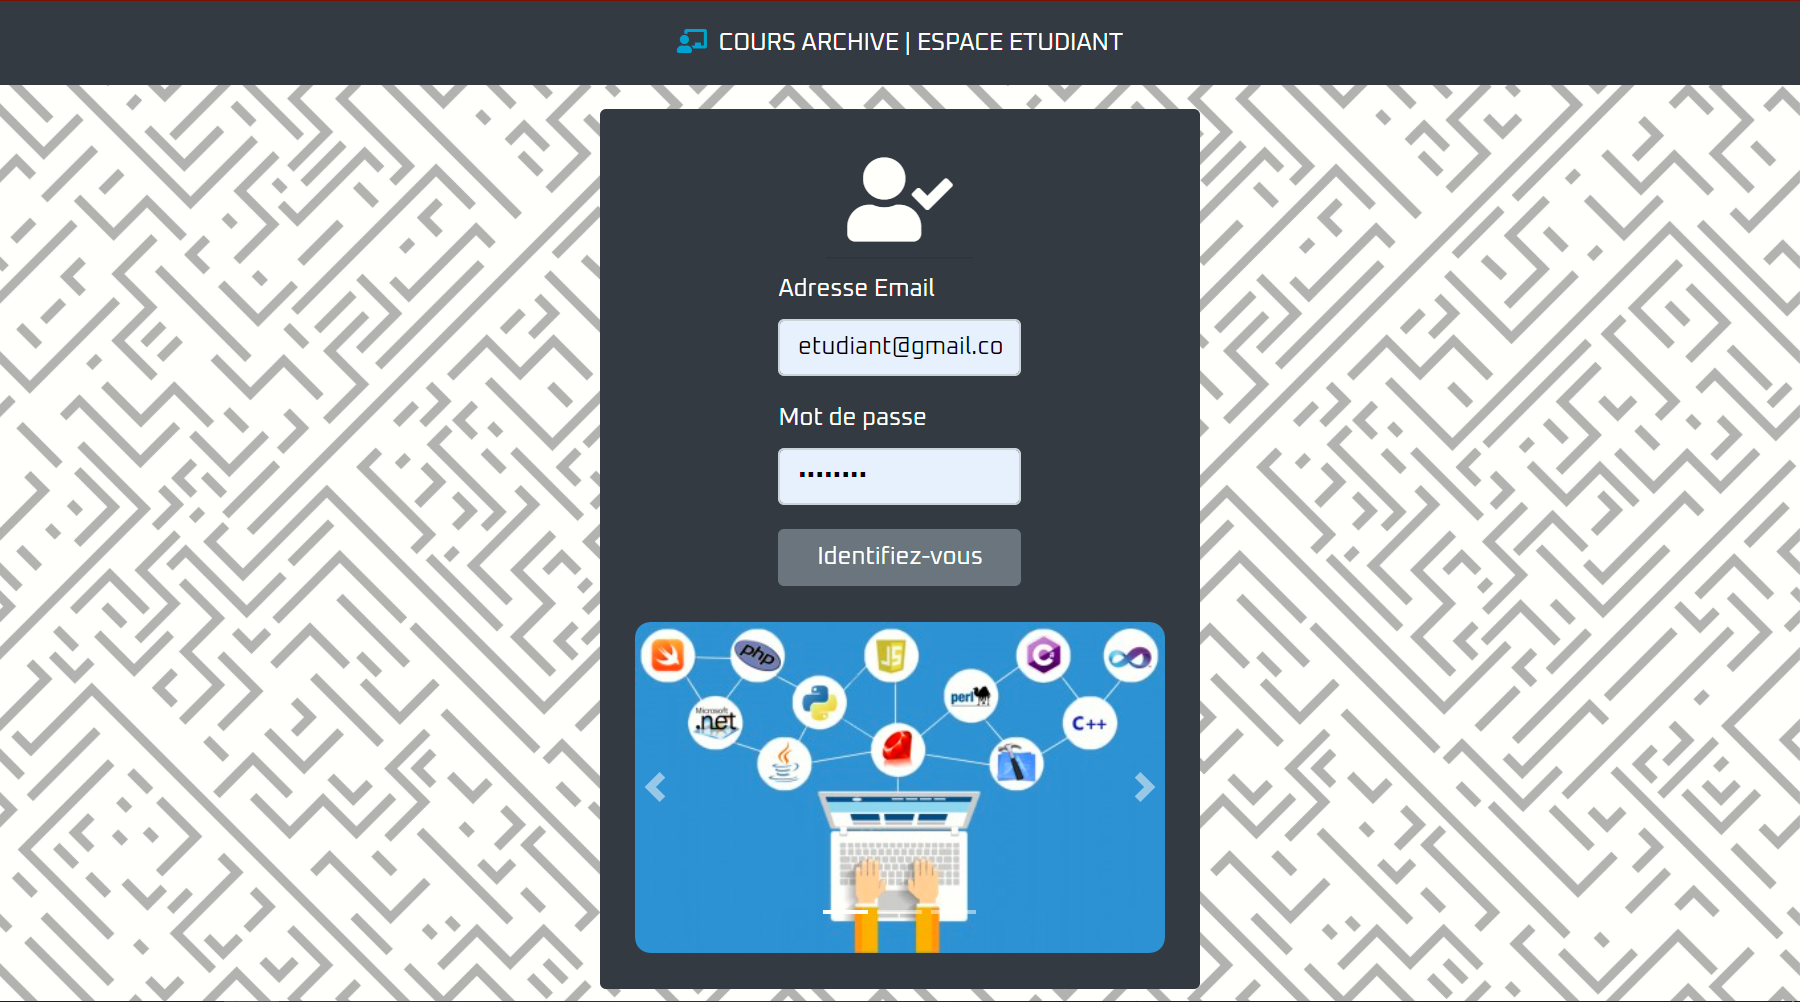 COURS ARCHIVE | ESPACE ETUDIANT
Adresse Email
etudiant@gmail.co
Mot de passe
Identifiez-vous
php
JS
C#
Microsoft
.net
perl
C++